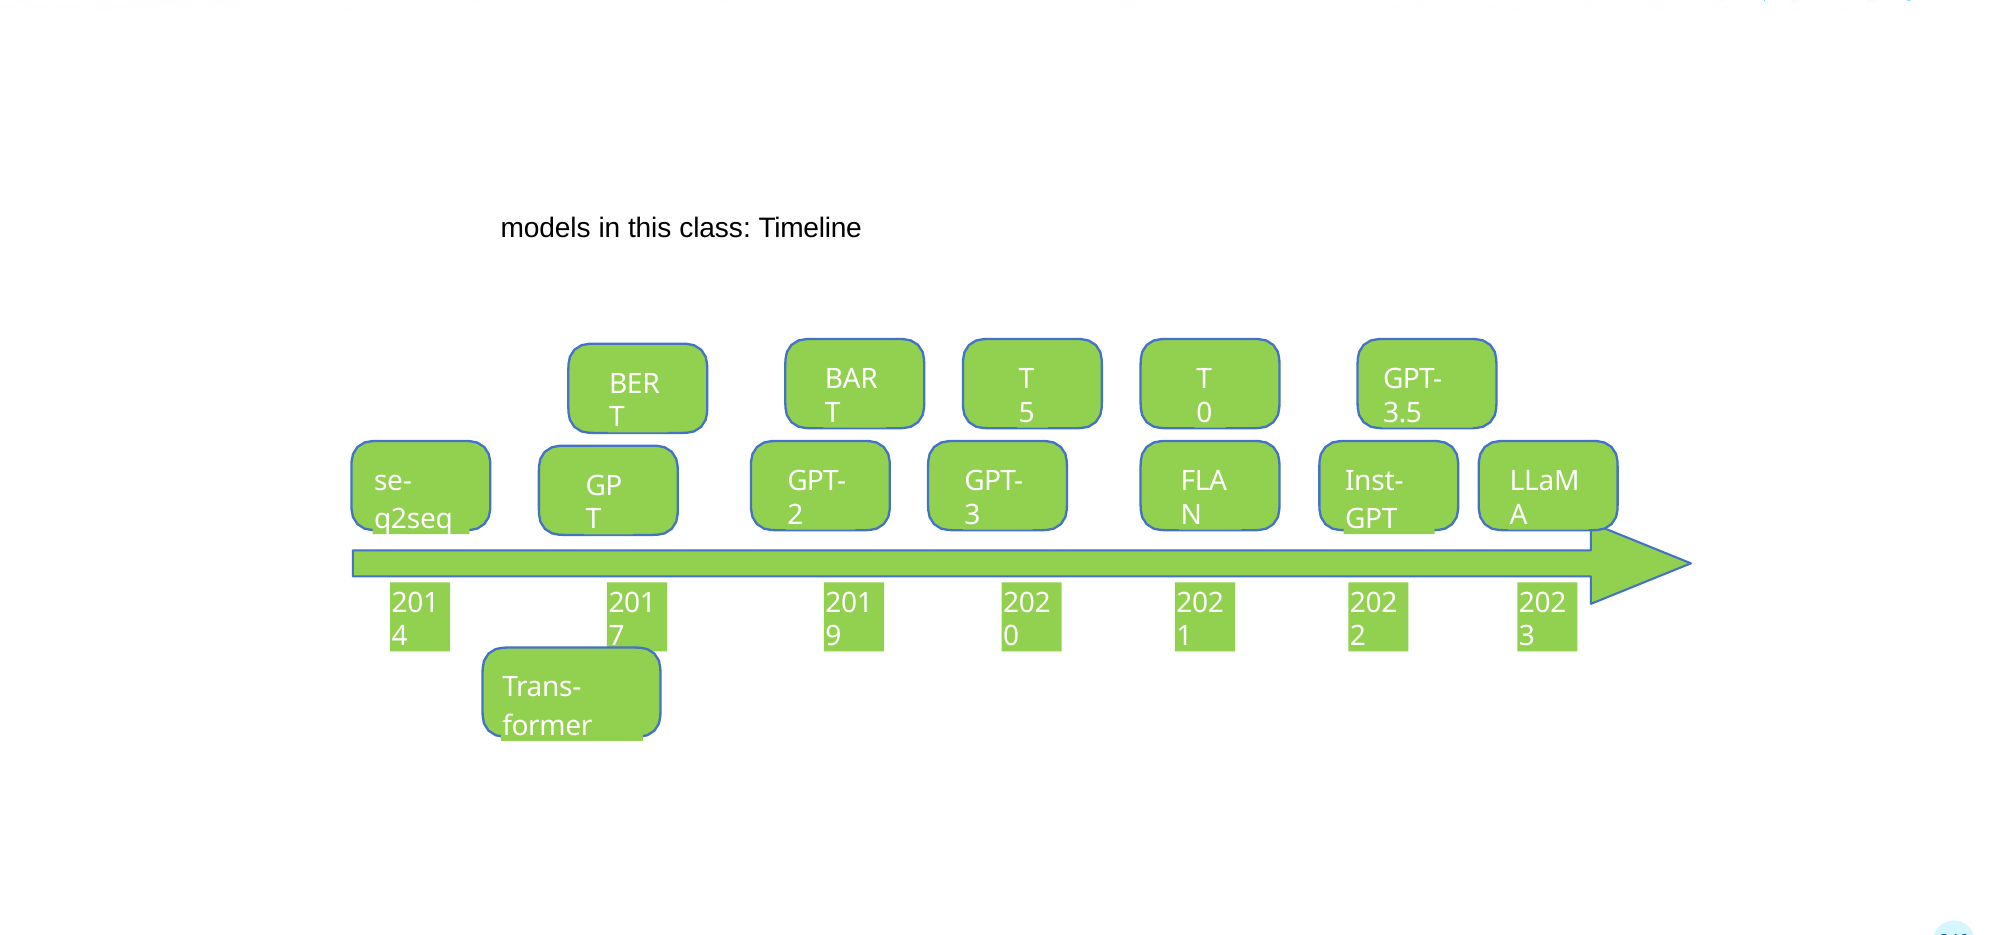 models in this class: Timeline
BER
T
BAR
T
T
5
T
0
GPT-
3.5
se-
q2seq
GP
T
GPT-
2
GPT-
3
FLA
N
Inst-
GPT
LLaM
A
201
4
201
7
201
9
202
0
202
1
202
2
202
3
Trans-
former